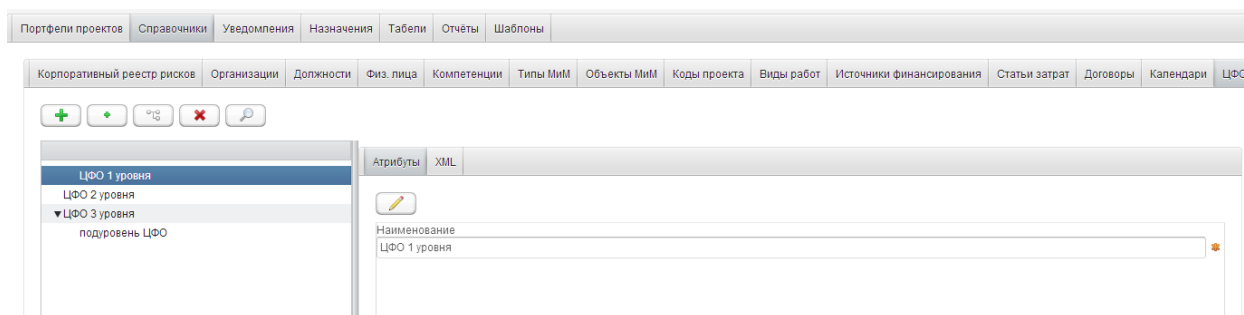 Портфели проектов Справочники Уведомления Назначения Табели Отчёты Шаблоны
Корпоративный реестр рисков Организации Должности Физ. лица Компетенции Типы МиМ Объекты МиМ Коды проекта Виды работ Источники финансирования Статьи затрат Договоры Календари ЦФО
Атрибуты XML
ЦФО 1 уровня
ЦФО 2 уровня
ЦФО 3 уровня
подуровень ЦФО
Наименование
ЦФО 1 уровня